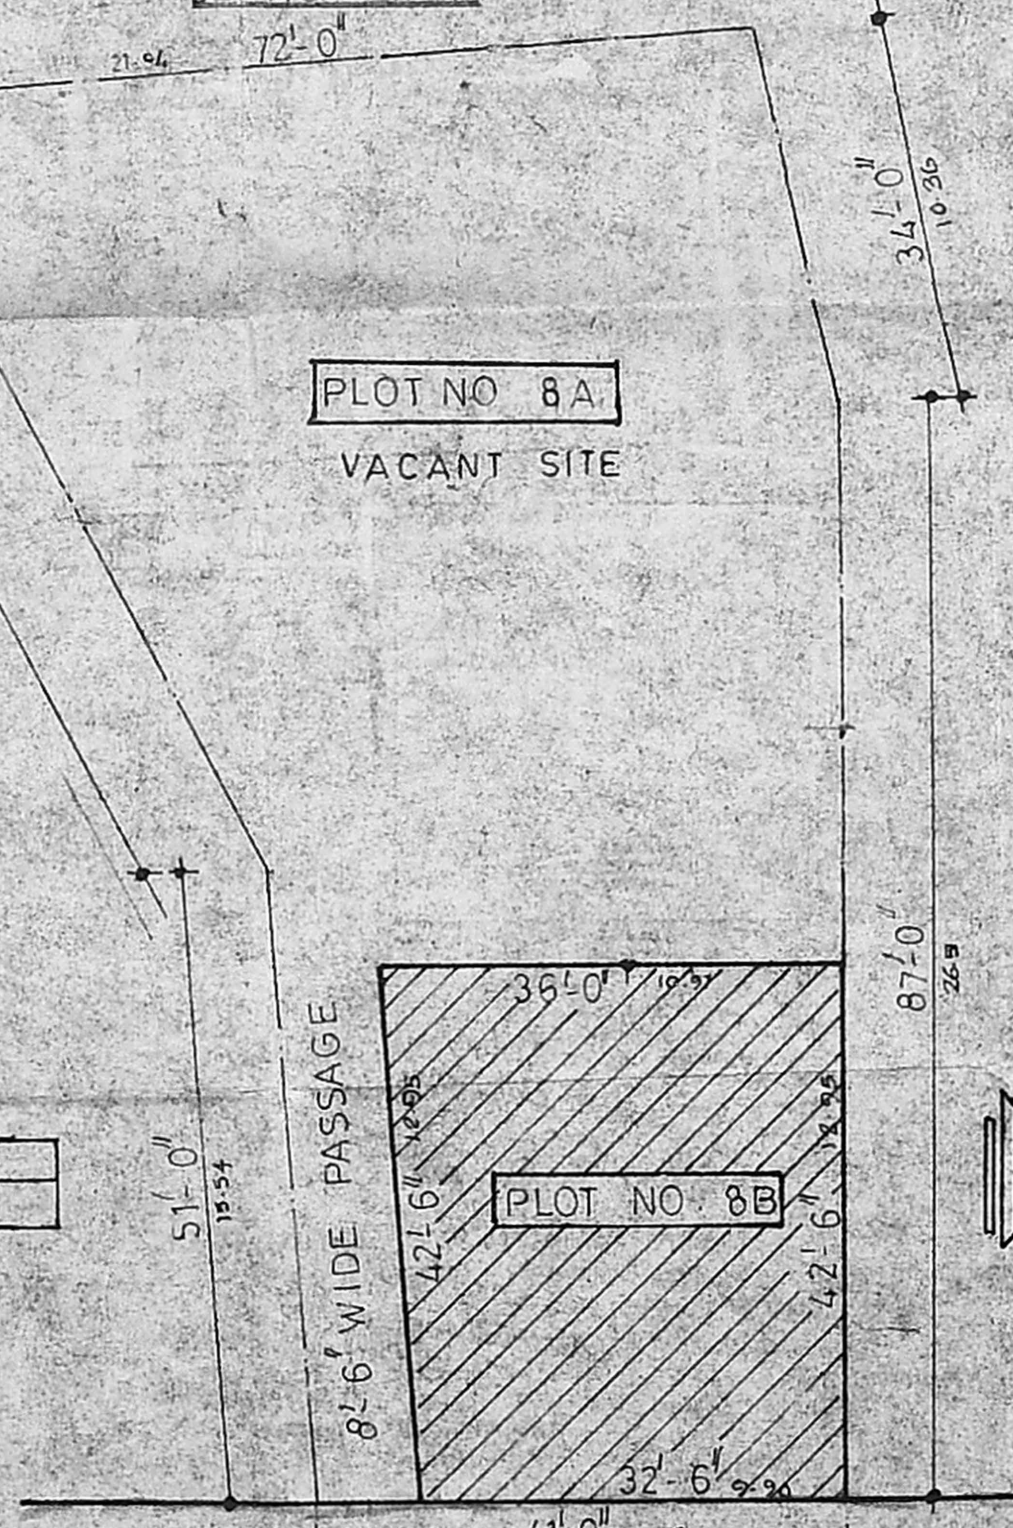 21.94 72'-0"
34'-0"
10.36
PLOT NO 8A
VACANT SITE
87'-0"
26.51
36'-0" 10.97
8'-6" WIDE PASSAGE
42'-6" 12.95
42'-6" 12.95
PLOT NO. 8B
51'-0"
15.54
32'-6" 9.90